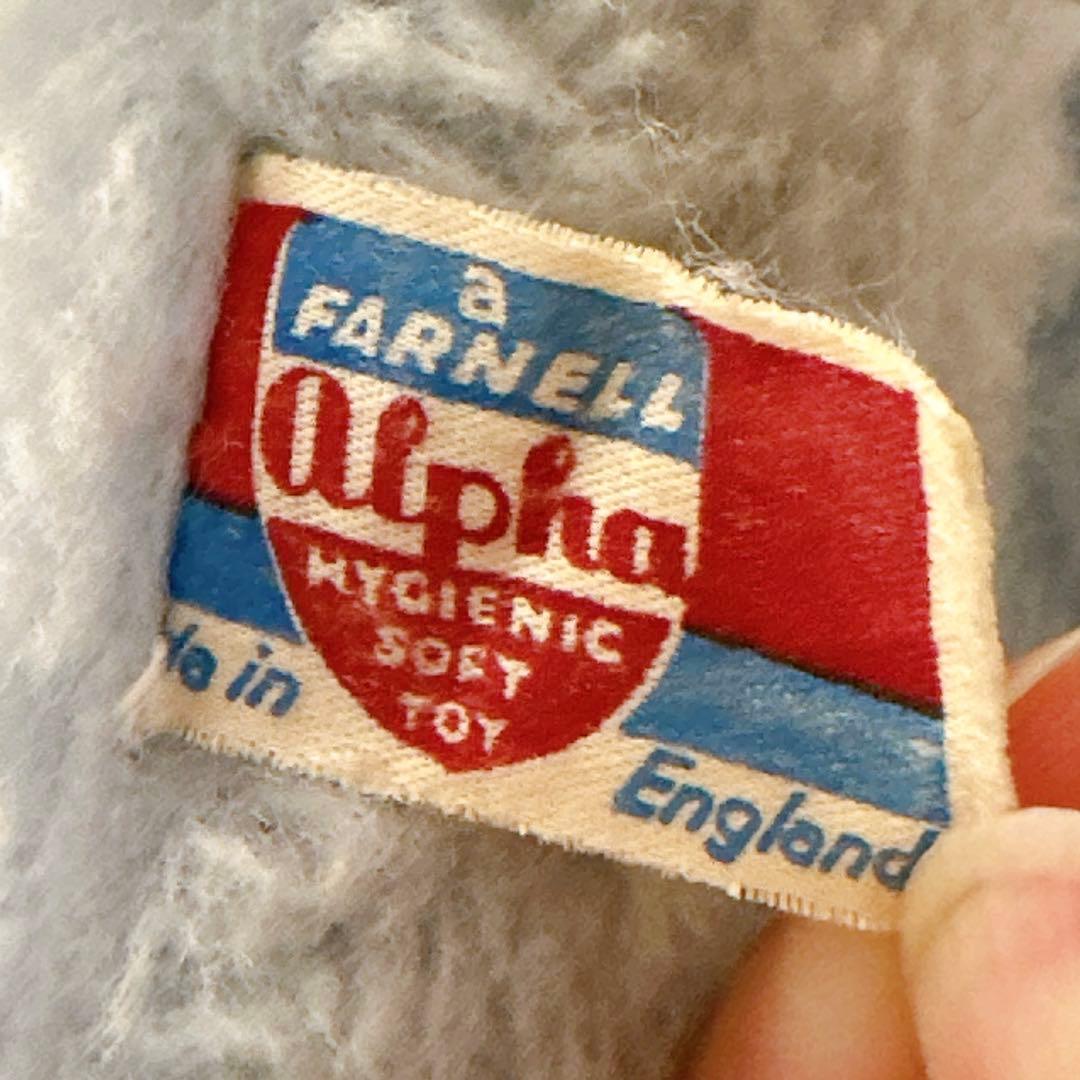 a
FARNELL
Alpha
HYGIENIC
SOFT
TOY
de in England